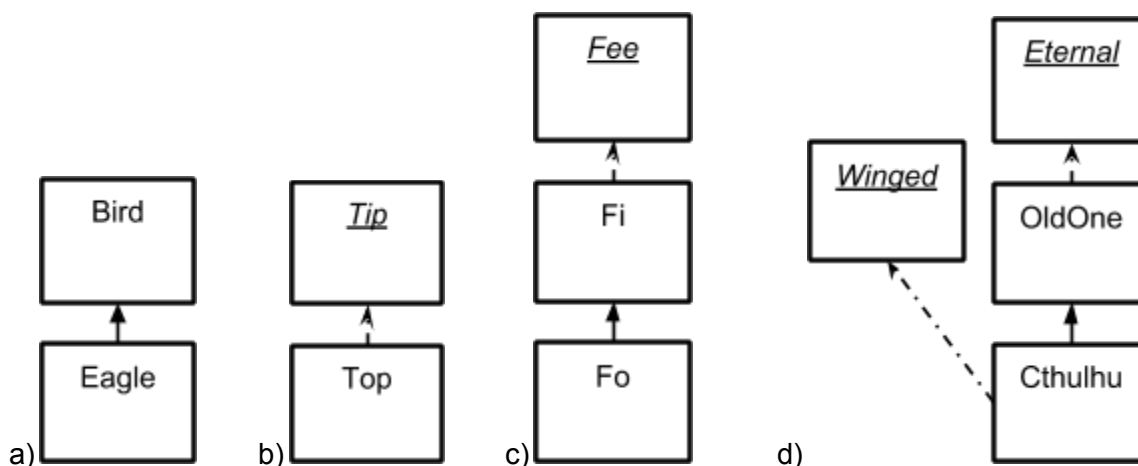 a)
Bird
Eagle
b)
Tip
Top
c)
Fee
Fi
Fo
d)
Winged
Eternal
OldOne
Cthulhu